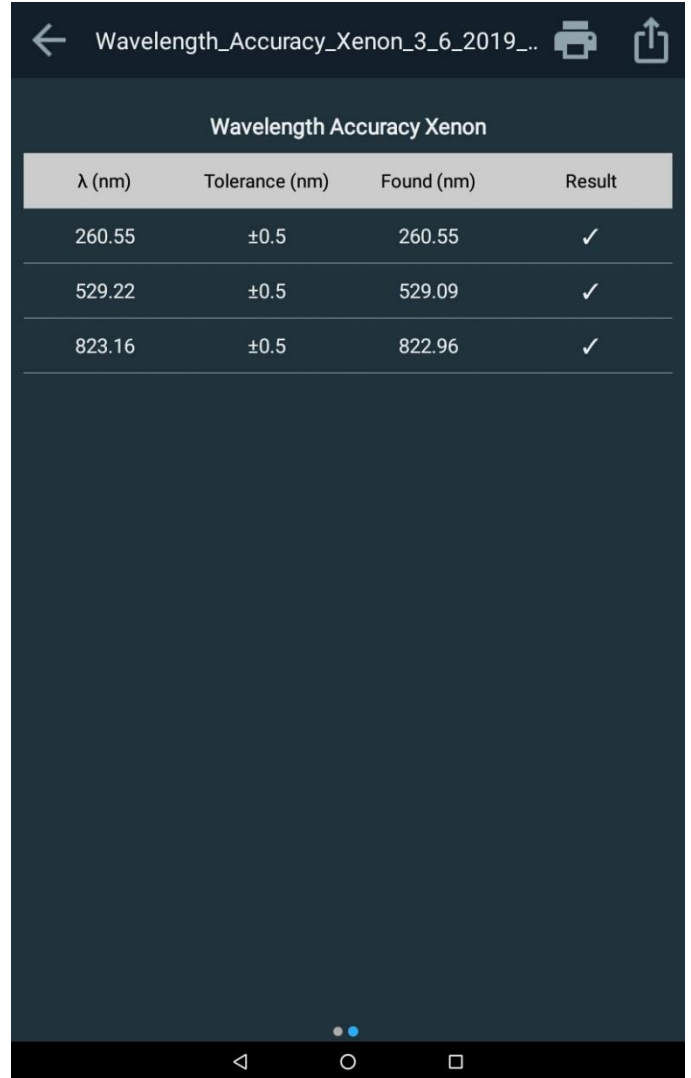 Wavelength_Accuracy_Xenon_3_6_2019_..
Wavelength Accuracy Xenon
λ (nm) Tolerance (nm) Found (nm) Result
260.55 ±0.5 260.55 ✓
529.22 ±0.5 529.09 ✓
823.16 ±0.5 822.96 ✓